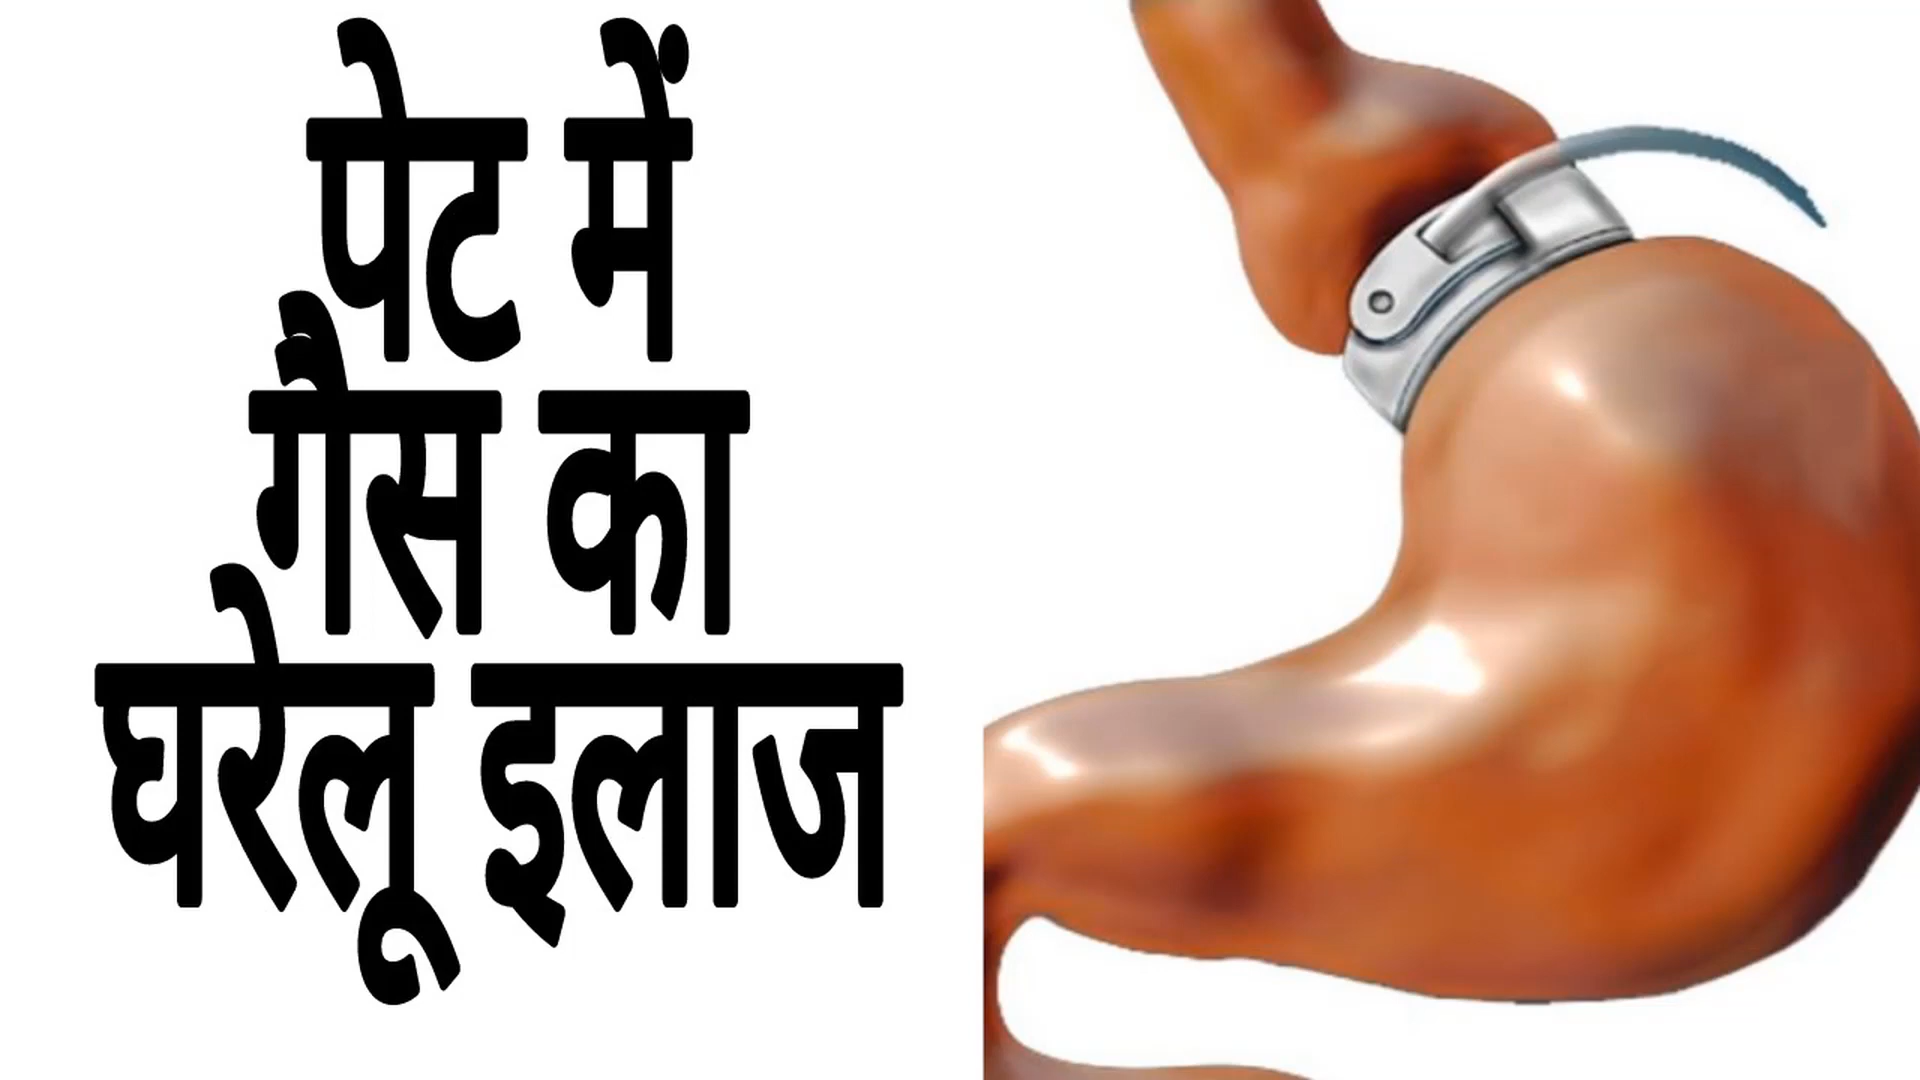 पेट में
गैस का
घरेलू इलाज